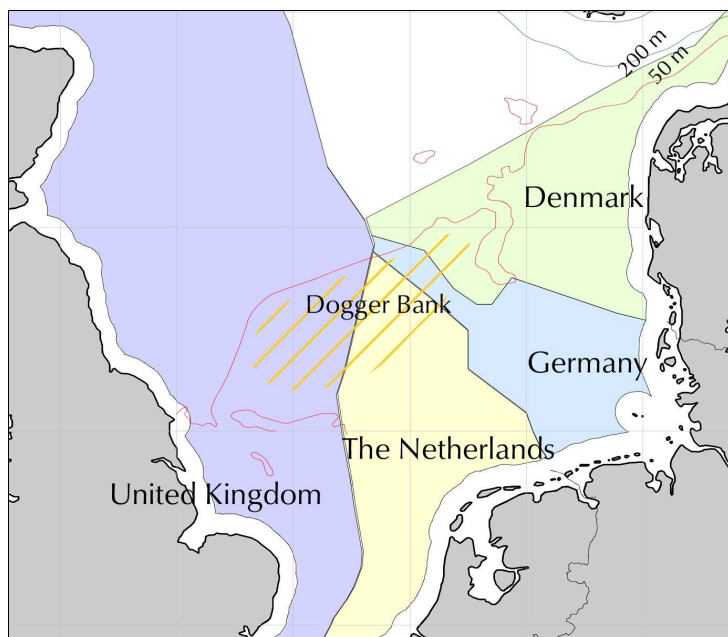 200 m
50 m
Denmark
Dogger Bank
Germany
The Netherlands
United Kingdom